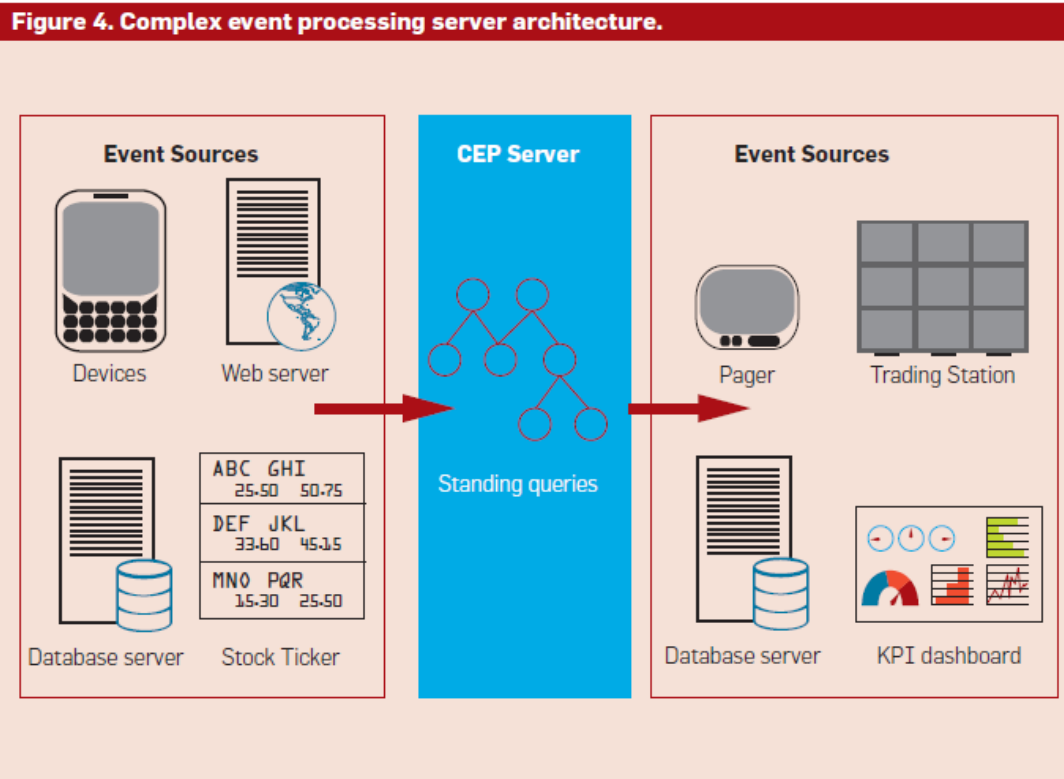 Figure 4. Complex event processing server architecture.
Event Sources
Devices
Web server
Database server
ABC GHI
25.50 50.75
DEF JKL
33.60 45.15
MNO PQR
15.30 25.50
Stock Ticker
CEP Server
Standing queries
Event Sources
Pager
Trading Station
Database server
KPI dashboard